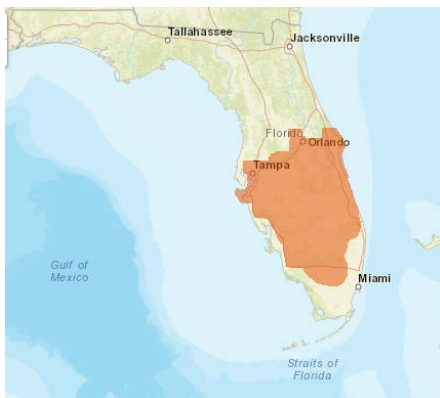 Tallahassee
Jacksonville
Florida
Orlando
Tampa
Gulf of
Mexico
Miami
Straits of
Florida